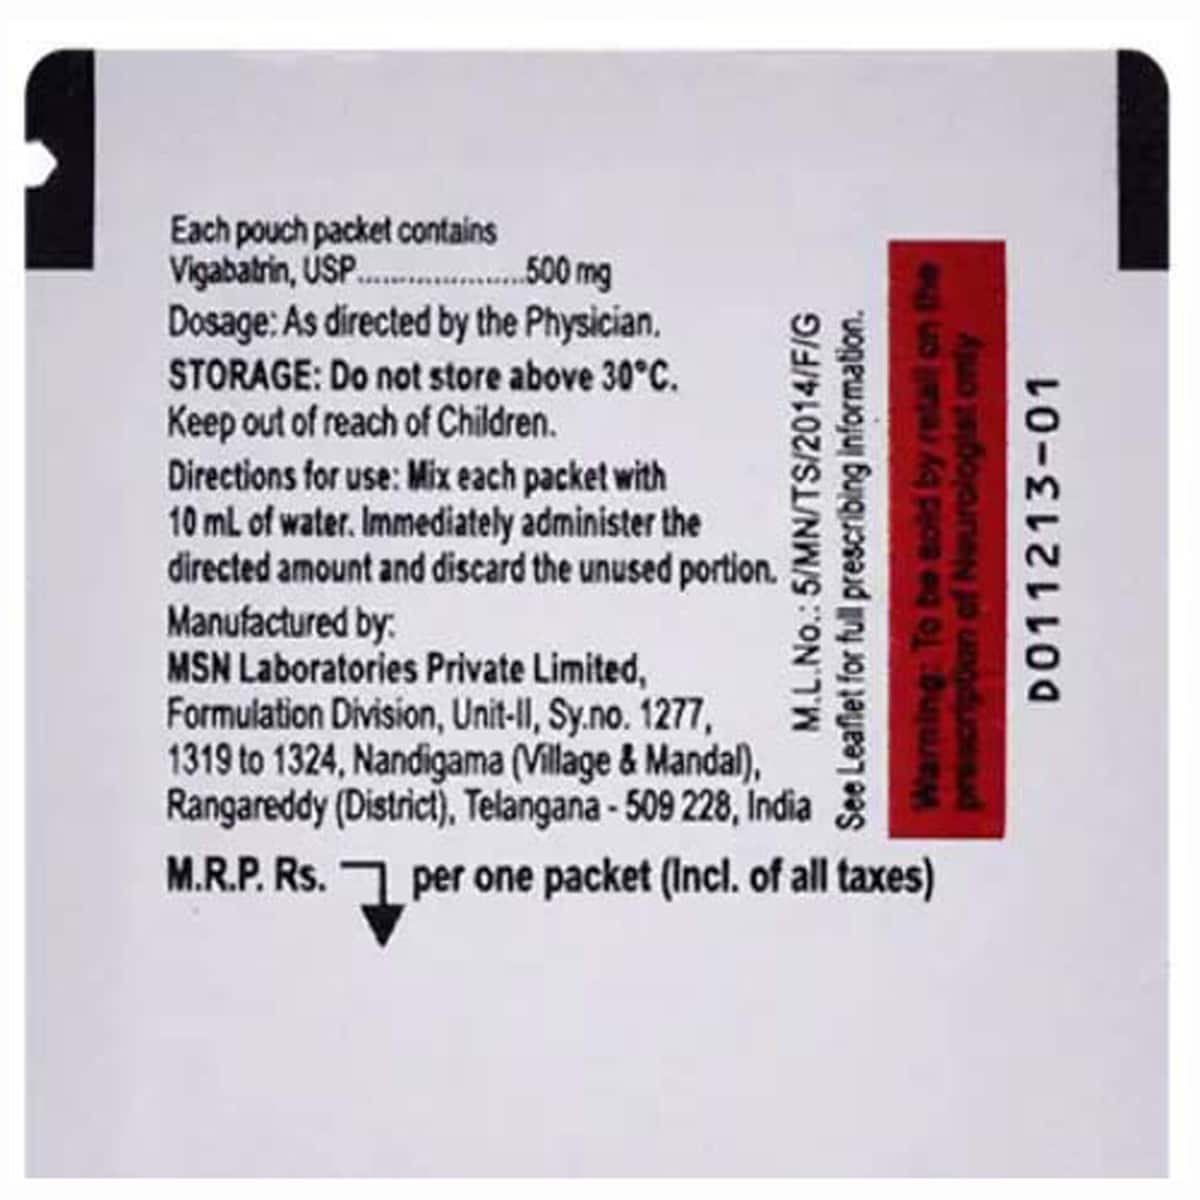 Each pouch packet contains
Vigabatrin, USP.....................500 mg
Dosage: As directed by the Physician.
STORAGE: Do not store above 30°C.
Keep out of reach of Children.
Directions for use: Mix each packet with
10 mL of water. Immediately administer the
directed amount and discard the unused portion.
Manufactured by:
MSN Laboratories Private Limited,
Formulation Division, Unit-II, Sy.no. 1277,
1319 to 1324, Nandigama (Village & Mandal),
Rangareddy (District), Telangana - 509 228, India
M.R.P. Rs. per one packet (Incl. of all taxes)
M.L.No.: 5/MN/TS/2014/F/G
See Leaflet for full prescribing information.
Warning: To be sold by retail on the
prescription of Neurologist only
D011213-01